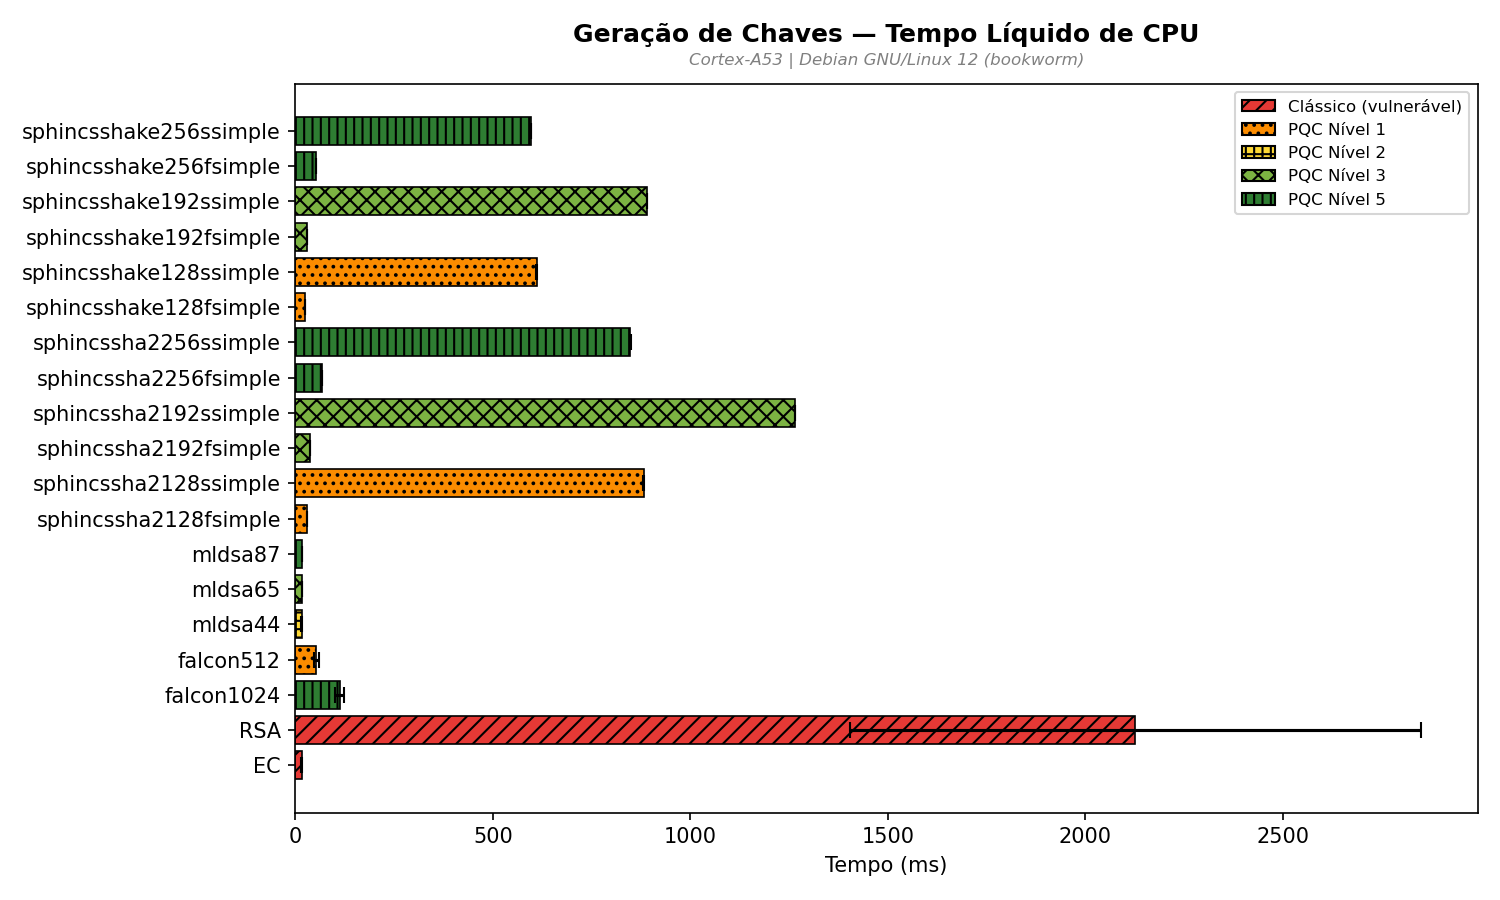 Geração de Chaves — Tempo Líquido de CPU
Cortex-A53 | Debian GNU/Linux 12 (bookworm)
Clássico (vulnerável)
PQC Nível 1
PQC Nível 2
PQC Nível 3
PQC Nível 5
sphincsshake256ssimple
sphincsshake256fsimple
sphincsshake192ssimple
sphincsshake192fsimple
sphincsshake128ssimple
sphincsshake128fsimple
sphincssha2256ssimple
sphincssha2256fsimple
sphincssha2192ssimple
sphincssha2192fsimple
sphincssha2128ssimple
sphincssha2128fsimple
mldsa87
mldsa65
mldsa44
falcon512
falcon1024
RSA
EC
0 500 1000 1500 2000 2500
Tempo (ms)